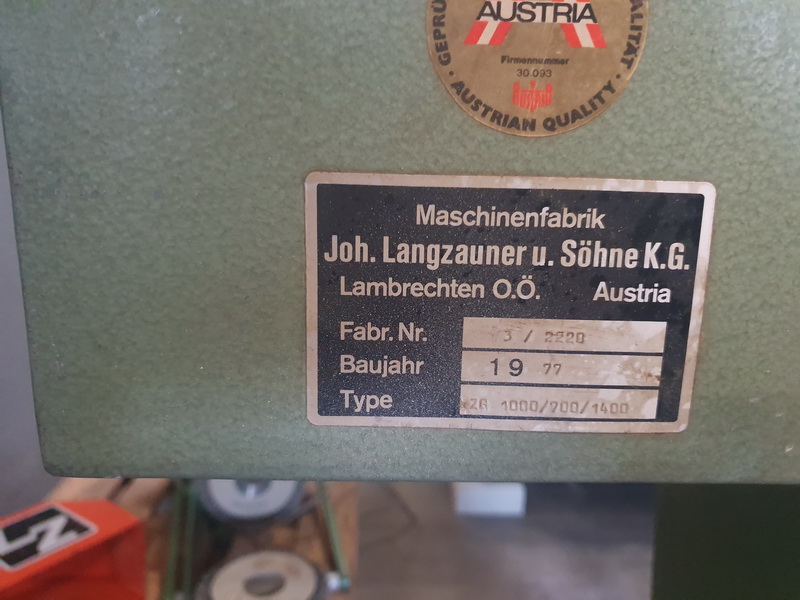 AUSTRIA
Firmennummer
30.093
AUSTRIAN QUALITY
Maschinenfabrik
Joh. Langzauner u. Söhne K.G.
Lambrechten O.Ö. Austria
Fabr. Nr. 3 / 2220
Baujahr 19 77
Type 1000/700/1400